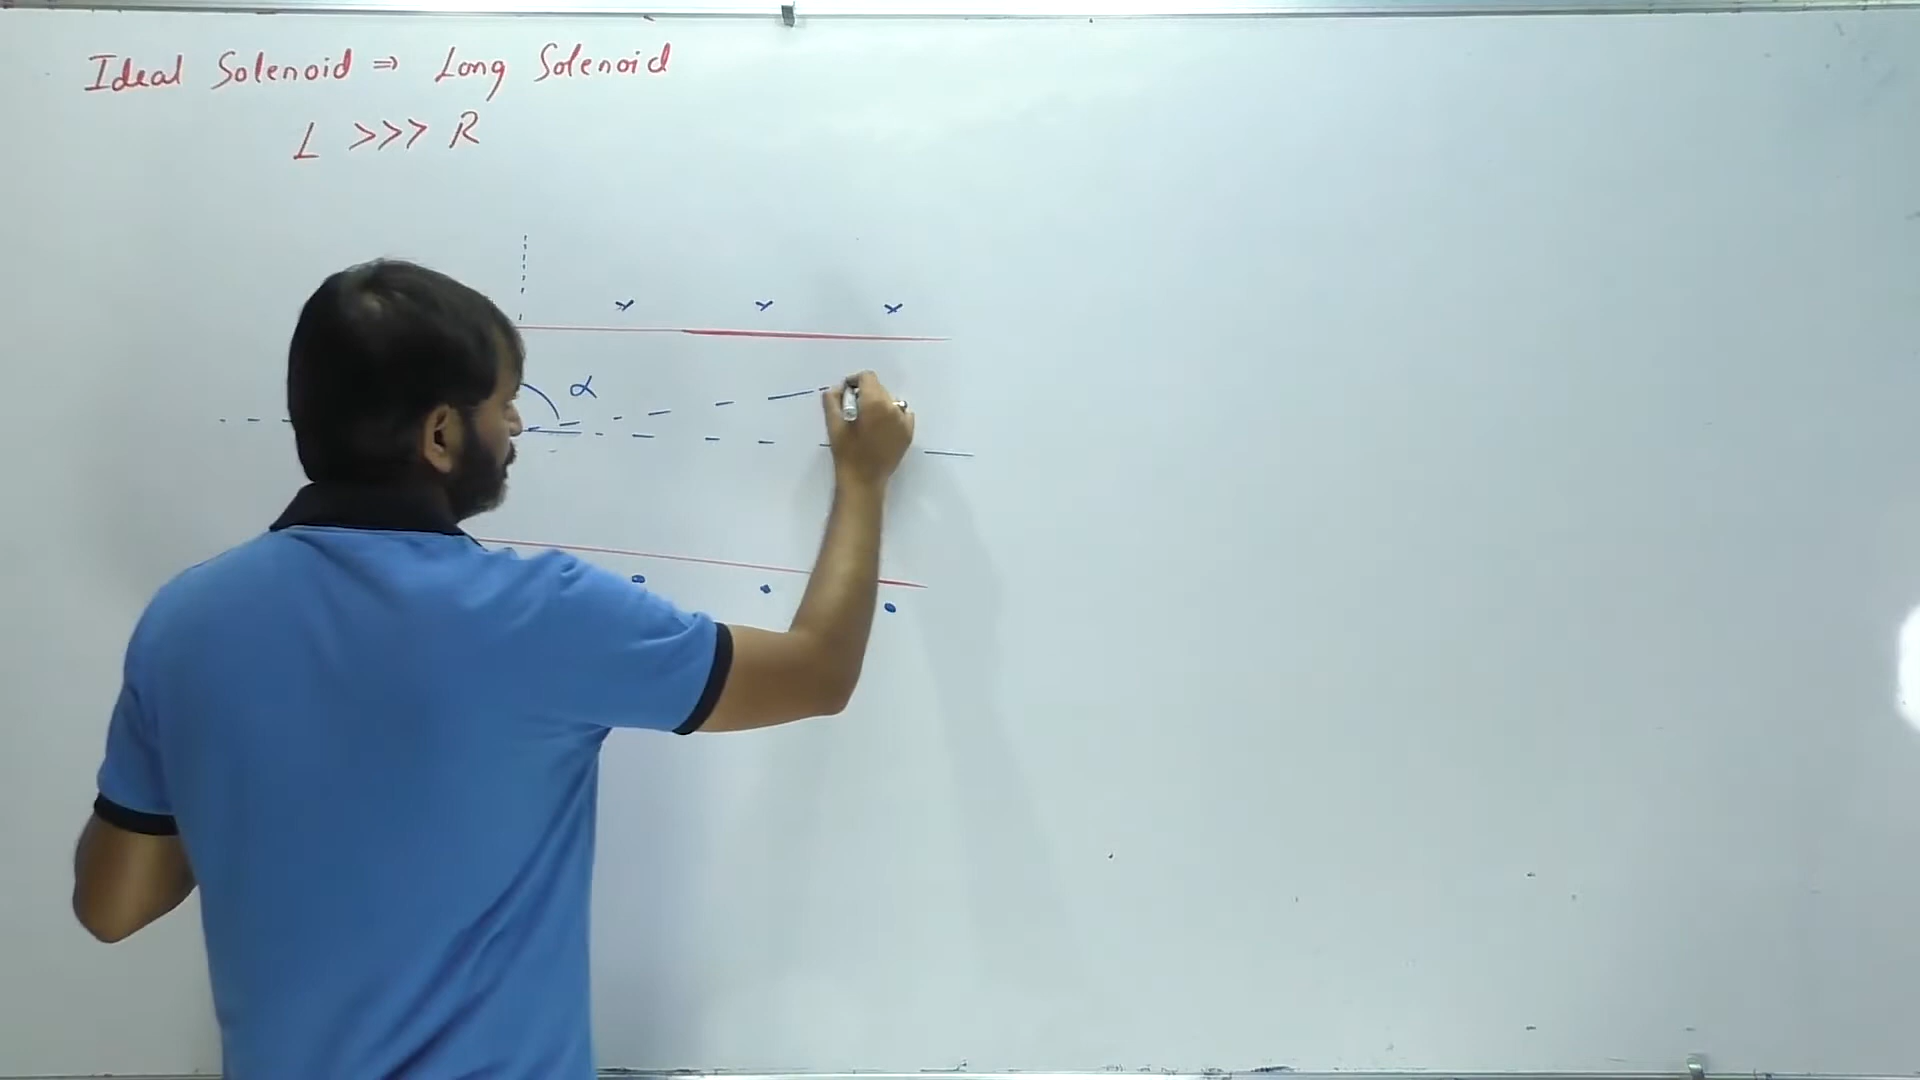 Ideal Solenoid ⇒ Long Solenoid
L >>> R
α